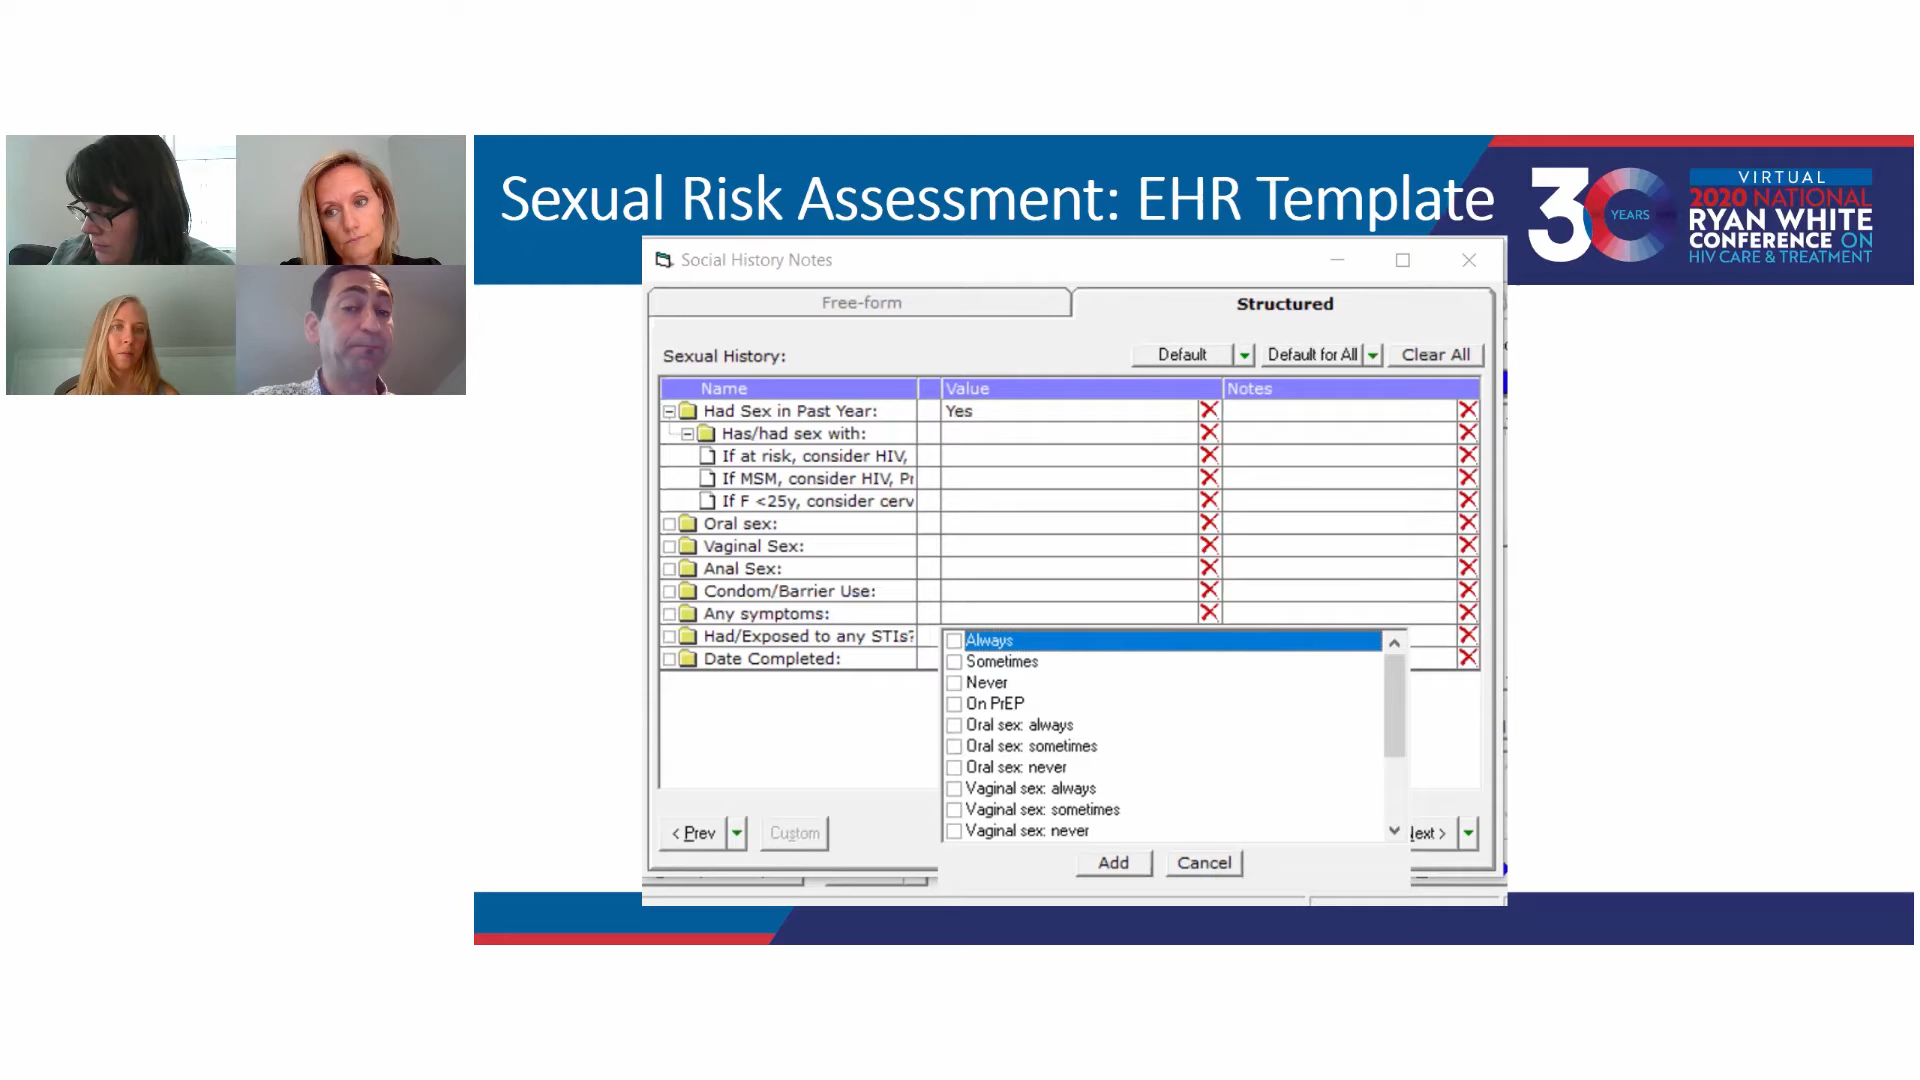 Sexual Risk Assessment: EHR Template
30
YEARS
VIRTUAL
2020 NATIONAL
RYAN WHITE
CONFERENCE ON
HIV CARE & TREATMENT
Social History Notes
Free-form
Structured
Sexual History:
Default
Default for All
Clear All
Name Value Notes
Had Sex in Past Year: Yes
Has/had sex with:
If at risk, consider HIV,
If MSM, consider HIV, Pr
If F <25y, consider cerv
Oral sex:
Vaginal Sex:
Anal Sex:
Condom/Barrier Use:
Any symptoms:
Had/Exposed to any STIs?
Date Completed:
Always
Sometimes
Never
On PrEP
Oral sex: always
Oral sex: sometimes
Oral sex: never
Vaginal sex: always
Vaginal sex: sometimes
Vaginal sex: never
< Prev
Custom
ext >
Add
Cancel